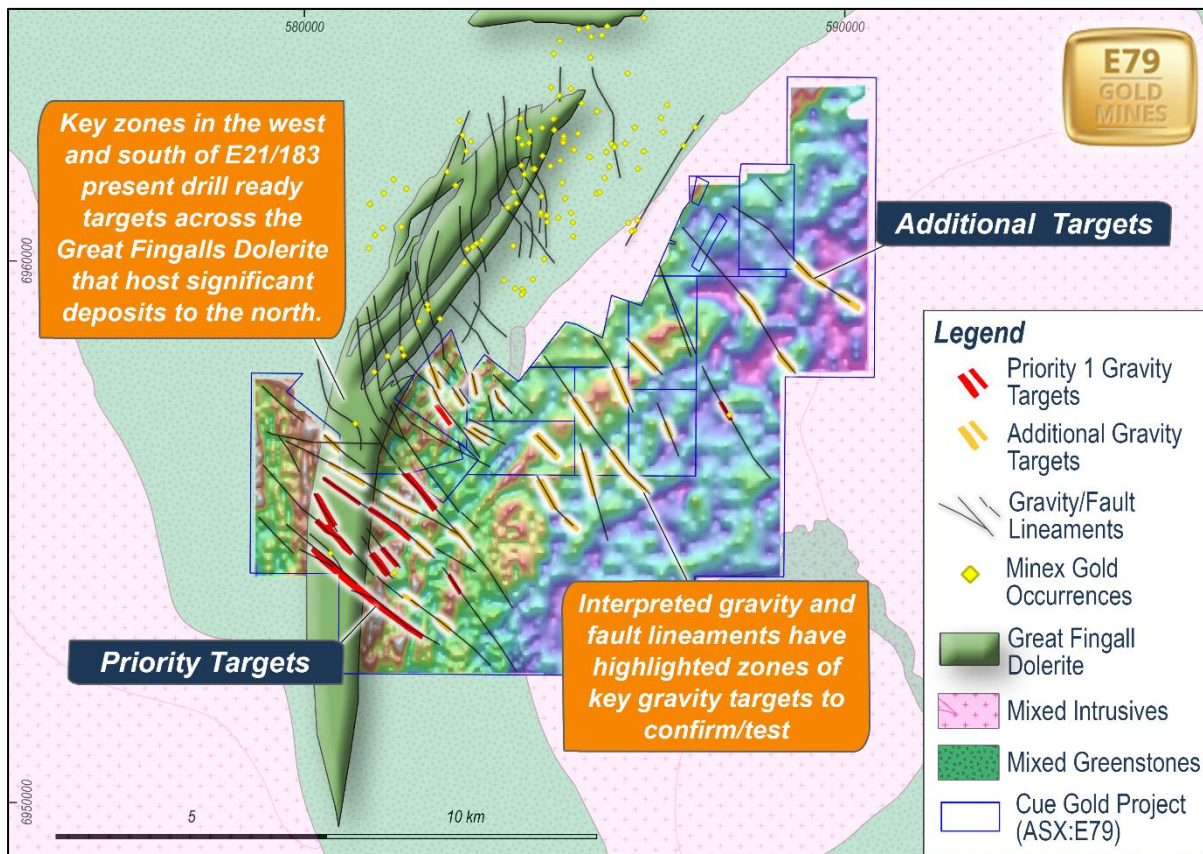 580000
590000
E79
GOLD
MINES
Key zones in the west
and south of E21/183
present drill ready
targets across the
Great Fingalls Dolerite
that host significant
deposits to the north.
Additional Targets
6960000
Legend
Priority 1 Gravity
Targets
Additional Gravity
Targets
Gravity/Fault
Lineaments
Minex Gold
Occurrences
Great Fingall
Dolerite
Mixed Intrusives
Mixed Greenstones
Cue Gold Project
(ASX:E79)
Interpreted gravity and
fault lineaments have
highlighted zones of
key gravity targets to
confirm/test
Priority Targets
6950000
5
10 km